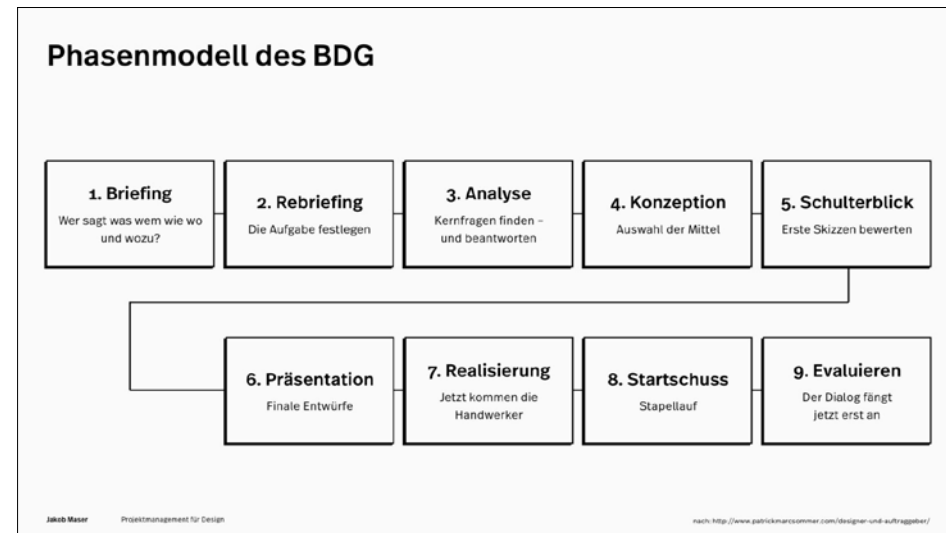 Phasenmodell des BDG
1. Briefing
Wer sagt was wem wie wo
und wozu?
2. Rebriefing
Die Aufgabe festlegen
3. Analyse
Kernfragen finden –
und beantworten
4. Konzeption
Auswahl der Mittel
5. Schulterblick
Erste Skizzen bewerten
6. Präsentation
Finale Entwürfe
7. Realisierung
Jetzt kommen die
Handwerker
8. Startschuss
Stapellauf
9. Evaluieren
Der Dialog fängt
jetzt erst an
Jakob Maser Projektmanagement für Design
nach: http://www.patrickmarcsommer.com/designer-und-auftraggeber/